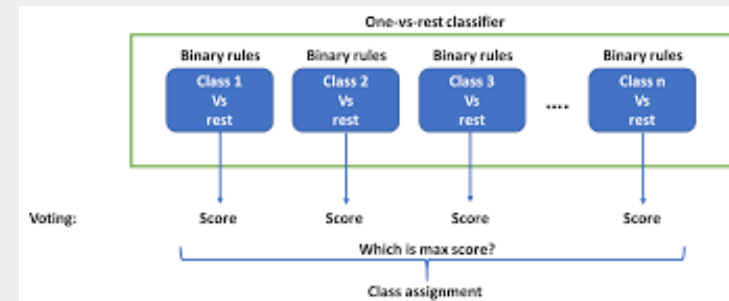 One-vs-rest classifier
Binary rules Binary rules Binary rules Binary rules
Class 1 Class 2 Class 3 Class n
Vs Vs Vs .... Vs
rest rest rest rest
Voting: Score Score Score Score
Which is max score?
Class assignment